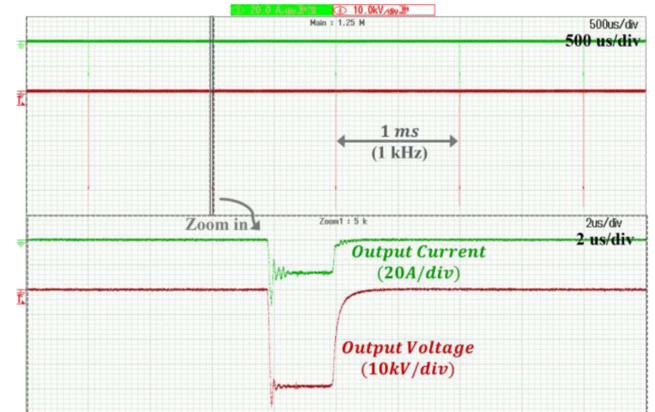 20.0 A/div
10.0kV/div
Main : 1.25 M
500us/div
500 us/div
1 ms
(1 kHz)
Zoom in
Zoom1 : 5 k
2us/div
2 us/div
Output Current
(20A/div)
Output Voltage
(10kV/div)